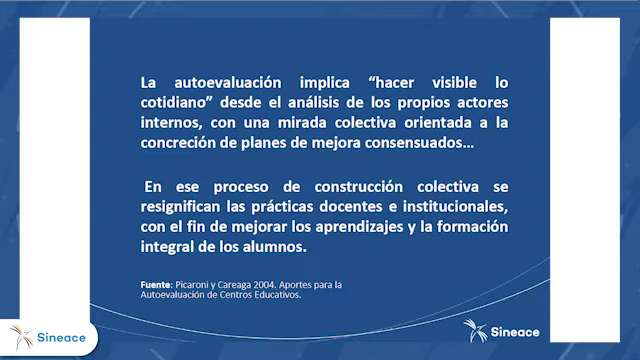 La autoevaluación implica “hacer visible lo
cotidiano” desde el análisis de los propios actores
internos, con una mirada colectiva orientada a la
concreción de planes de mejora consensuados…
En ese proceso de construcción colectiva se
resignifican las prácticas docentes e institucionales,
con el fin de mejorar los aprendizajes y la formación
integral de los alumnos.
Fuente: Picaroni y Careaga 2004. Aportes para la
Autoevaluación de Centros Educativos.
Sineace
Sineace